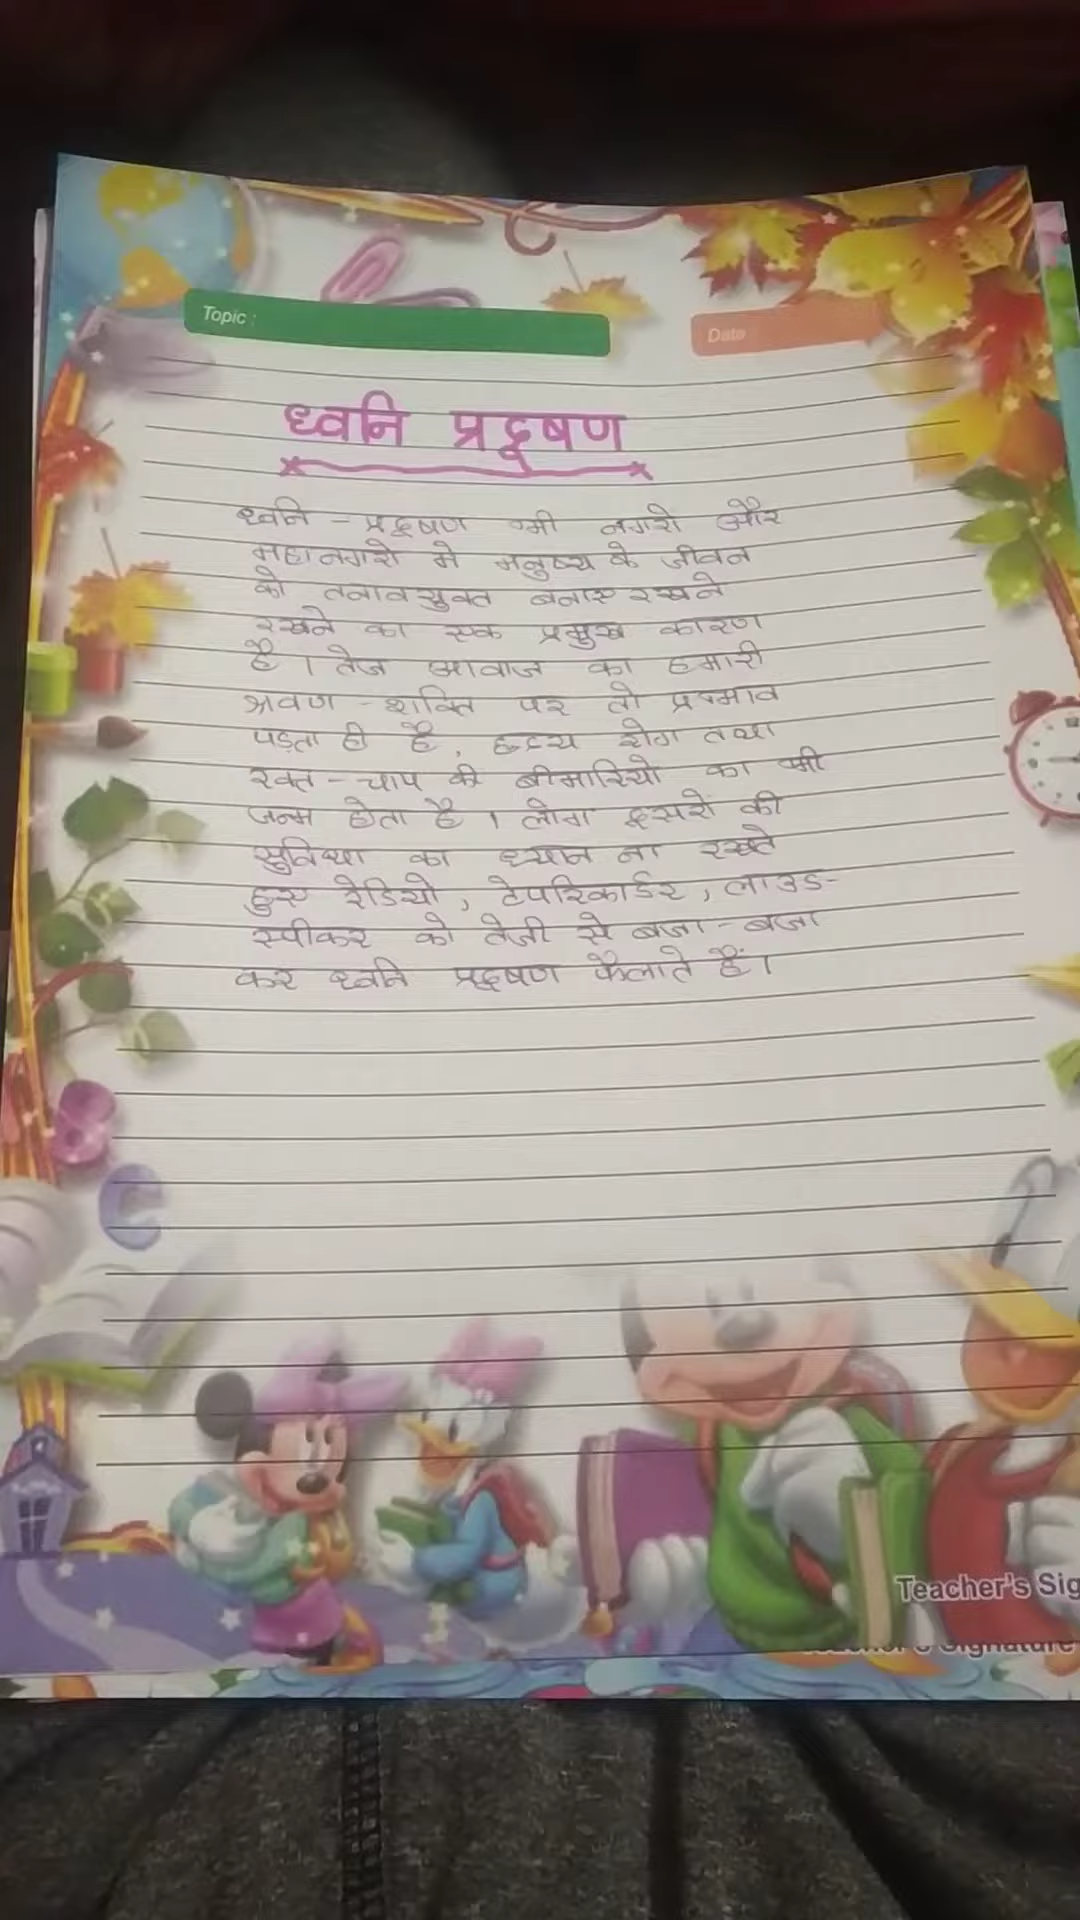 Topic :
Date
ध्वनि प्रदूषण
ध्वनि - प्रदूषण भी नगरो और
महानगरो मे मनुष्य के जीवन
को तनावयुक्त बनाए रखने
रखने का एक प्रमुख कारण
है । तेज आवाज का हमारी
श्रवण - शक्ति पर तो प्रभाव
पड़ता ही है, हृदय रोग तथा
रक्त - चाप की बीमारियो का भी
जन्म होता है । लोग दूसरों की
सुविधा का ध्यान ना रखते
हुए रेडियो, टेपरिकार्डर, लाउड-
स्पीकर को तेजी से बजा - बजा
कर ध्वनि प्रदूषण फैलाते हैं ।
Teacher's Sig
Signature